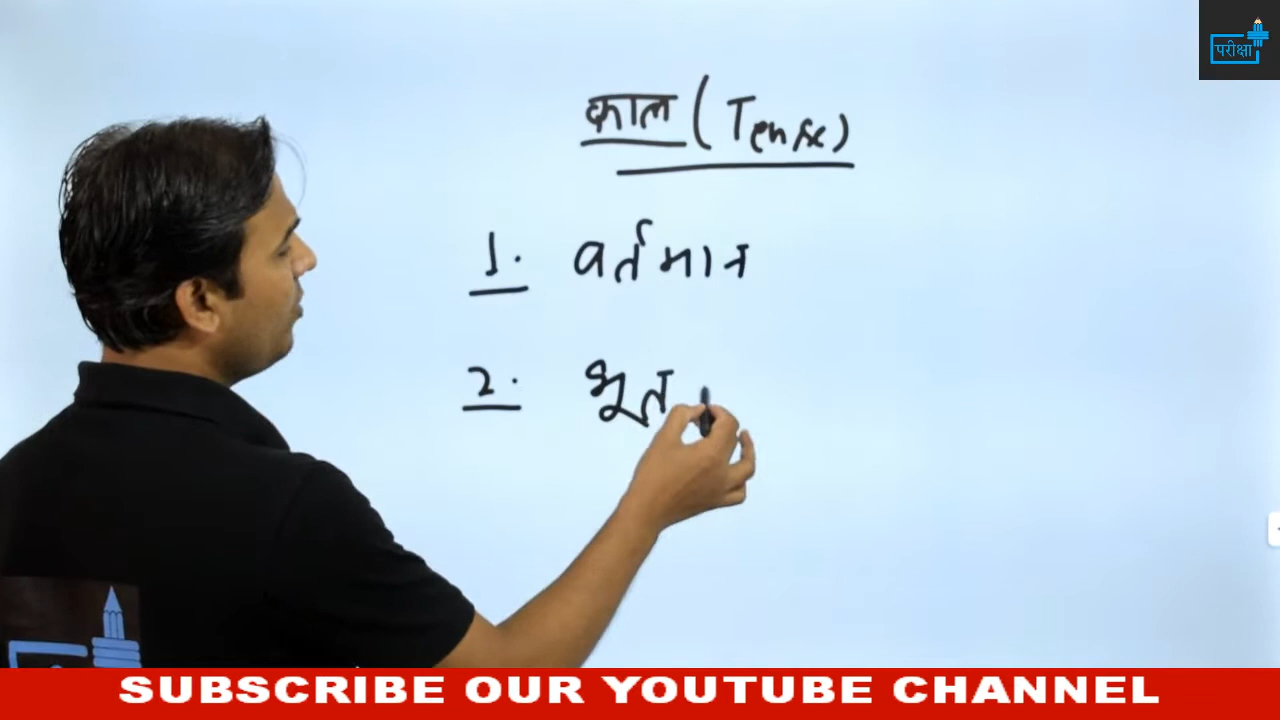 परीक्षा
काल (Tense)
1. वर्तमान
2. भूत
SUBSCRIBE OUR YOUTUBE CHANNEL